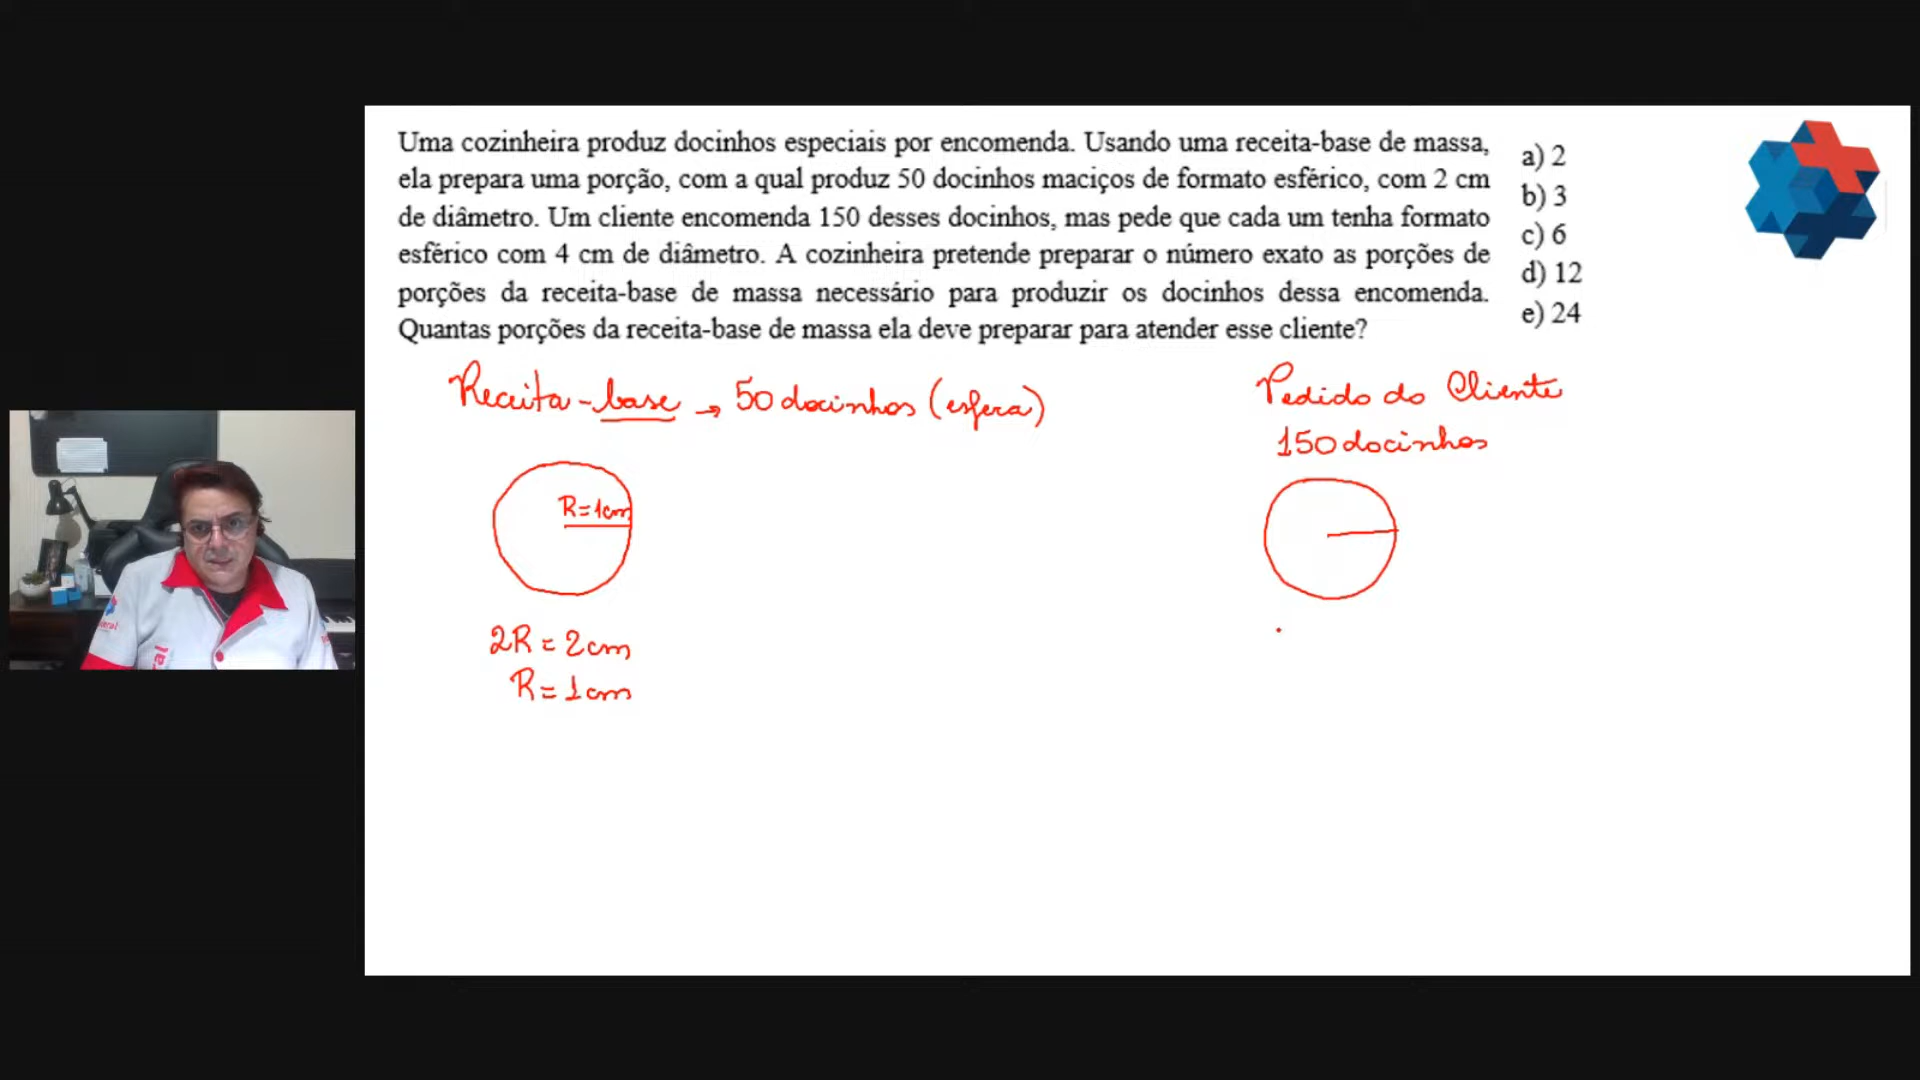 Uma cozinheira produz docinhos especiais por encomenda. Usando uma receita-base de massa,
ela prepara uma porção, com a qual produz 50 docinhos maciços de formato esférico, com 2 cm
de diâmetro. Um cliente encomenda 150 desses docinhos, mas pede que cada um tenha formato
esférico com 4 cm de diâmetro. A cozinheira pretende preparar o número exato as porções de
porções da receita-base de massa necessário para produzir os docinhos dessa encomenda.
Quantas porções da receita-base de massa ela deve preparar para atender esse cliente?
a) 2
b) 3
c) 6
d) 12
e) 24
Receita-base → 50 docinhos (esfera)
R=1cm
2R = 2cm
R = 1cm
Pedido do Cliente
150 docinhos